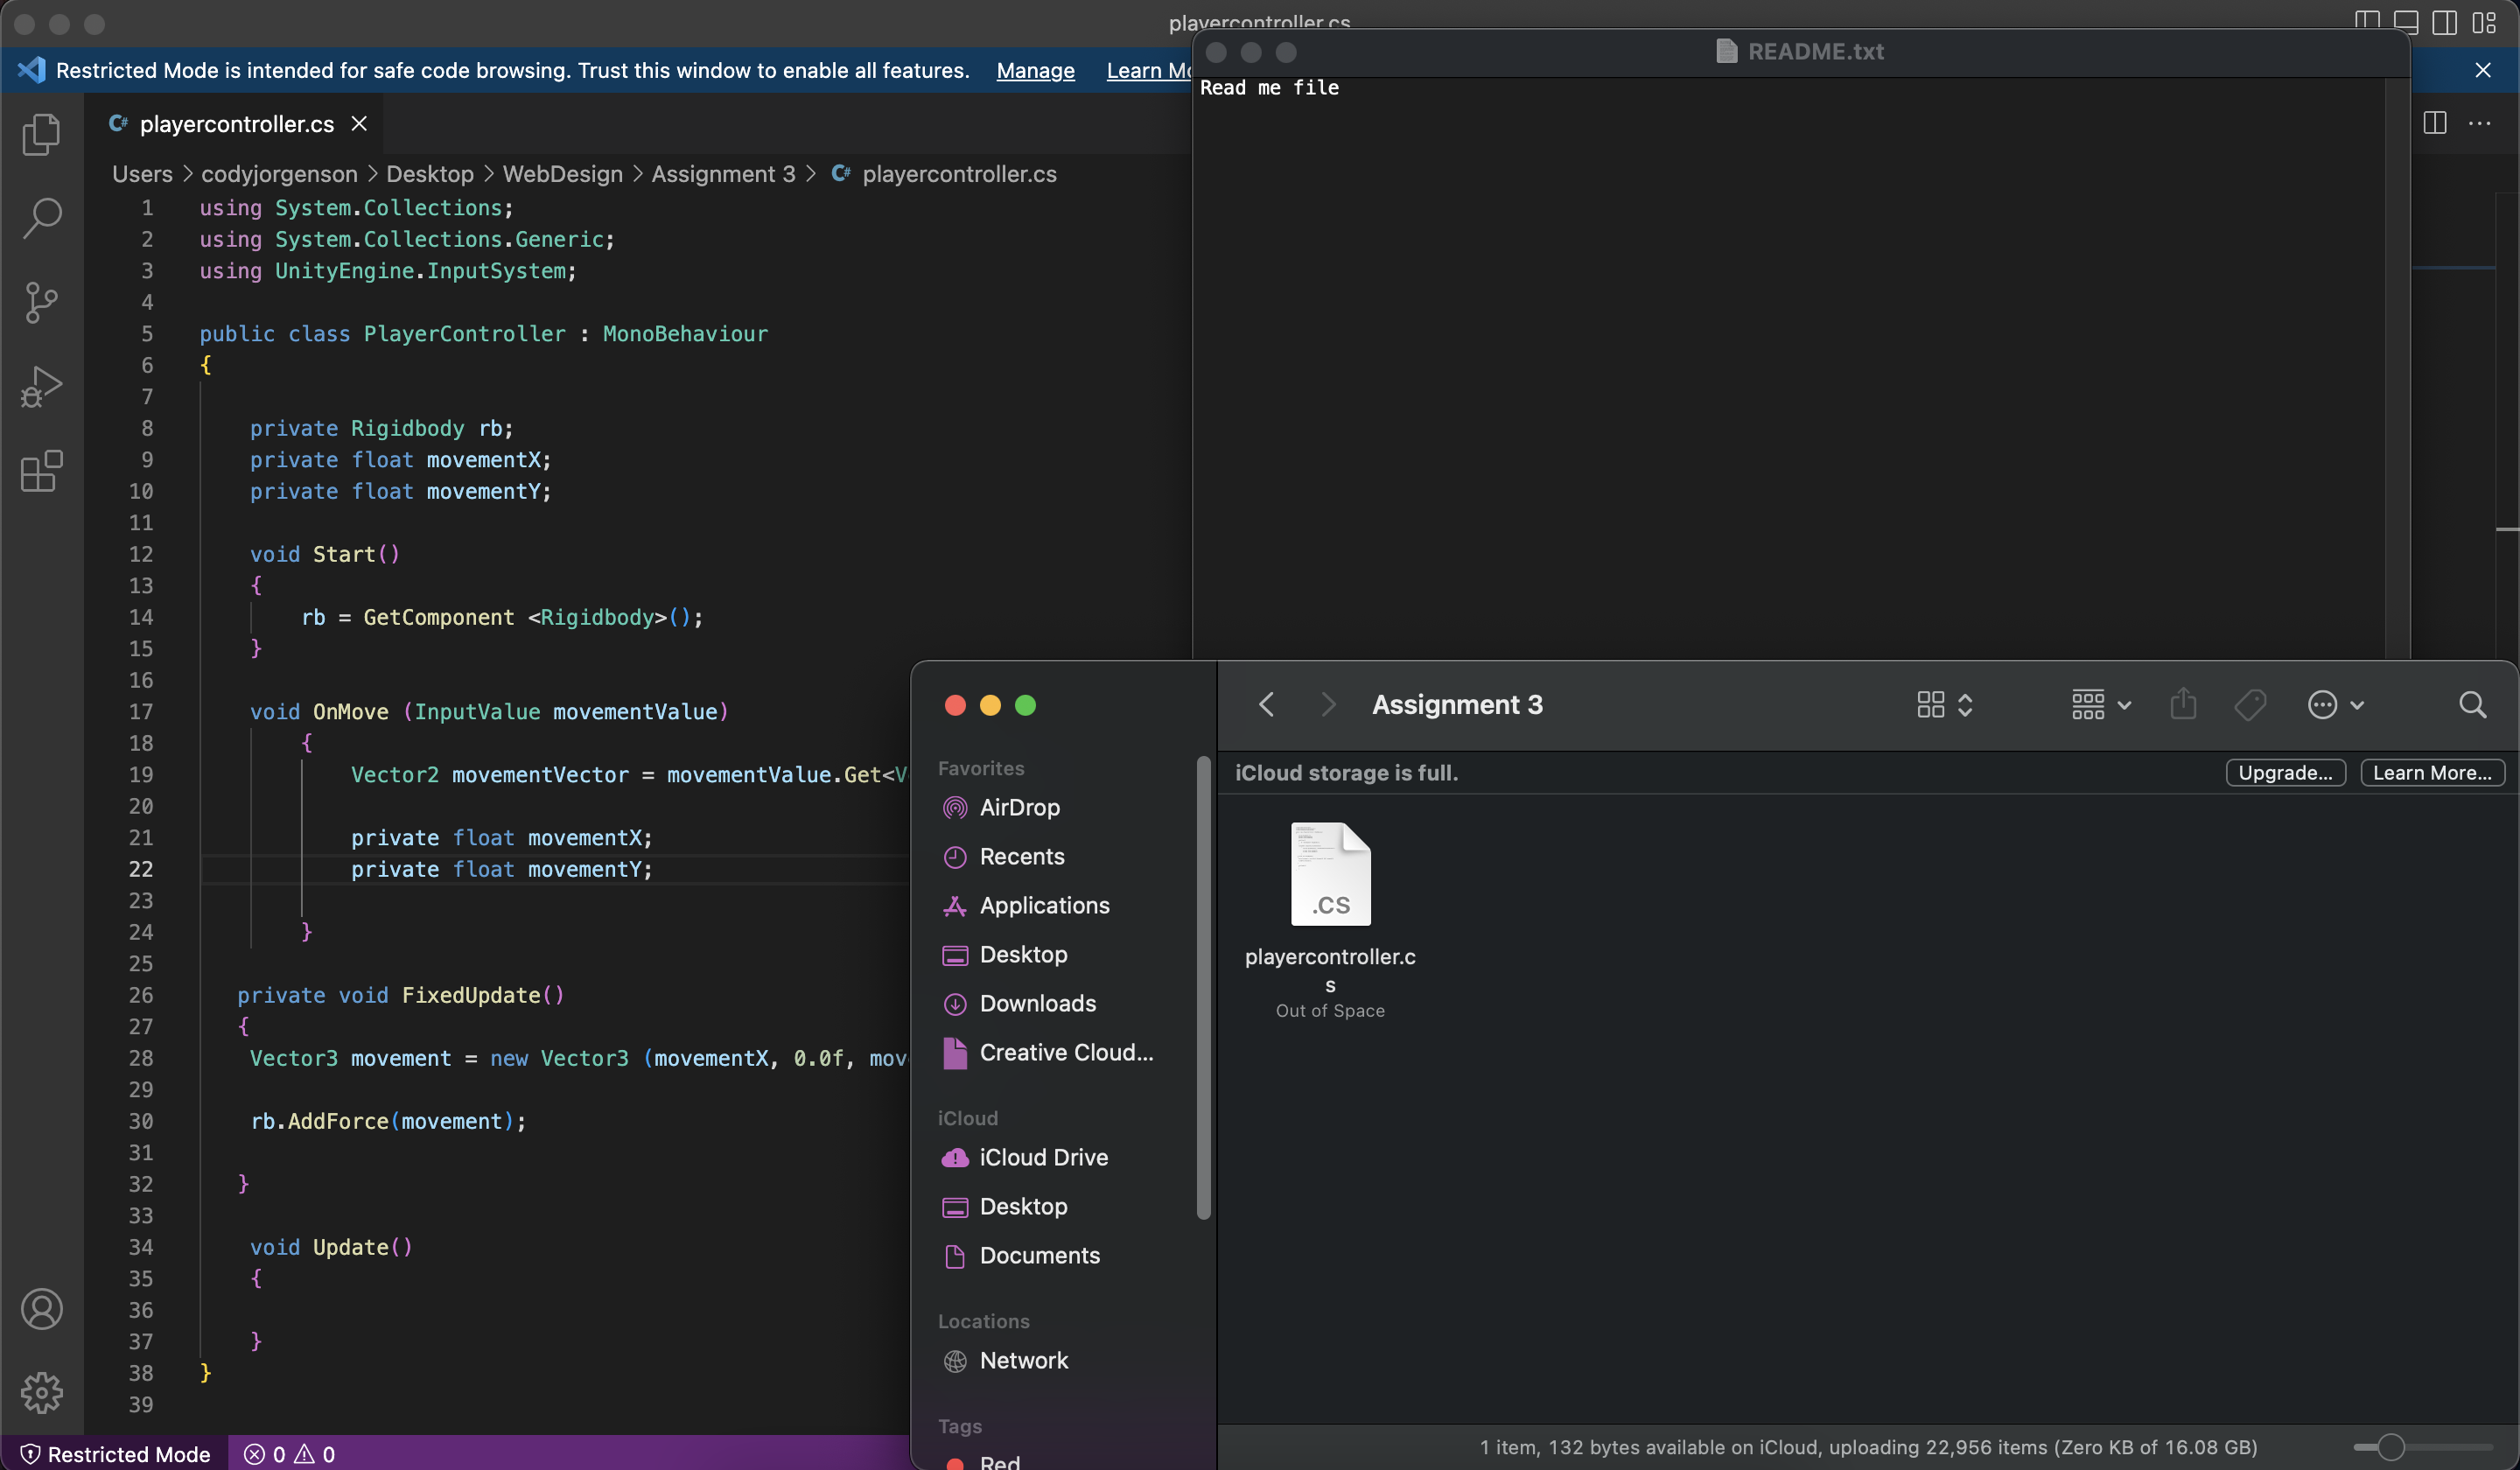 playercontroller.cs
Restricted Mode is intended for safe code browsing. Trust this window to enable all features. Manage Learn Mo
C# playercontroller.cs
Users > codyjorgenson > Desktop > WebDesign > Assignment 3 > C# playercontroller.cs
1 using System.Collections;
2 using System.Collections.Generic;
3 using UnityEngine.InputSystem;
4
5 public class PlayerController : MonoBehaviour
6 {
7
8 private Rigidbody rb;
9 private float movementX;
10 private float movementY;
11
12 void Start()
13 {
14 rb = GetComponent <Rigidbody>();
15 }
16
17 void OnMove (InputValue movementValue)
18 {
19 Vector2 movementVector = movementValue.Get<V
20
21 private float movementX;
22 private float movementY;
23
24 }
25
26 private void FixedUpdate()
27 {
28 Vector3 movement = new Vector3 (movementX, 0.0f, mov
29
30 rb.AddForce(movement);
31
32 }
33
34 void Update()
35 {
36
37 }
38 }
39
Restricted Mode 0 0
README.txt
Read me file
Assignment 3
iCloud storage is full. Upgrade... Learn More...
Favorites
AirDrop
Recents
Applications
Desktop
Downloads
Creative Cloud...
iCloud
iCloud Drive
Desktop
Documents
Locations
Network
Tags
Red
.CS
playercontroller.c
s
Out of Space
1 item, 132 bytes available on iCloud, uploading 22,956 items (Zero KB of 16.08 GB)